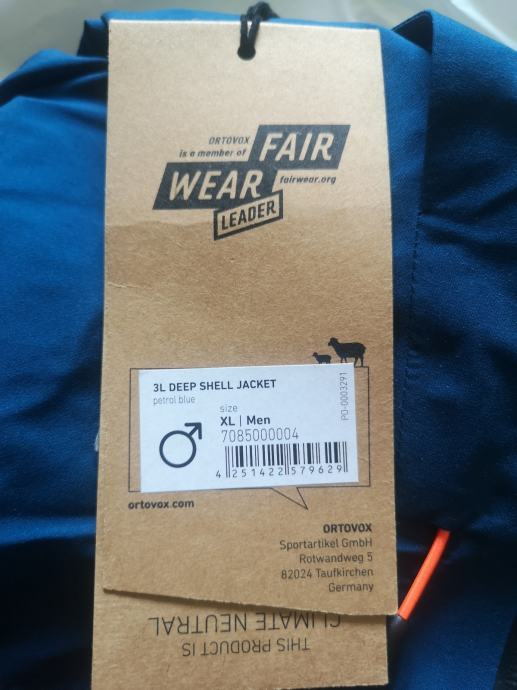 ORTOVOX
is a member of
FAIR
WEAR
fairwear.org
LEADER
3L DEEP SHELL JACKET
petrol blue
size
XL | Men
7085000004
PO-0003291
4 251422 579629
ortovox.com
ORTOVOX
Sportartikel GmbH
Rotwandweg 5
82024 Taufkirchen
Germany
THIS PRODUCT IS
CLIMATE NEUTRAL